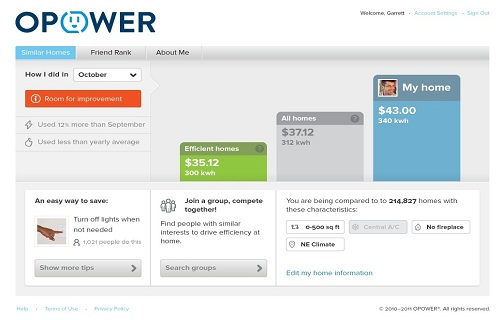 OPOWER
Welcome, Garrett • Account Settings • Sign Out
Similar Homes
Friend Rank
About Me
How I did in
October
Room for improvement
Used 12% more than September
Used less than yearly average
Efficient homes
?
$35.12
300 kwh
All homes
?
$37.12
312 kwh
My home
$43.00
340 kwh
An easy way to save:
Turn off lights when
not needed
1,021 people do this
Show more tips
Join a group, compete
together!
Find people with similar
interests to drive efficiency at
home.
Search groups
You are being compared to to 214,827 homes with
these characteristics:
0-500 sq ft
Central A/C
No fireplace
NE Climate
Edit my home information
Help
Terms of Use
Privacy Policy
© 2010 -2011 OPOWER®. All rights reserved.